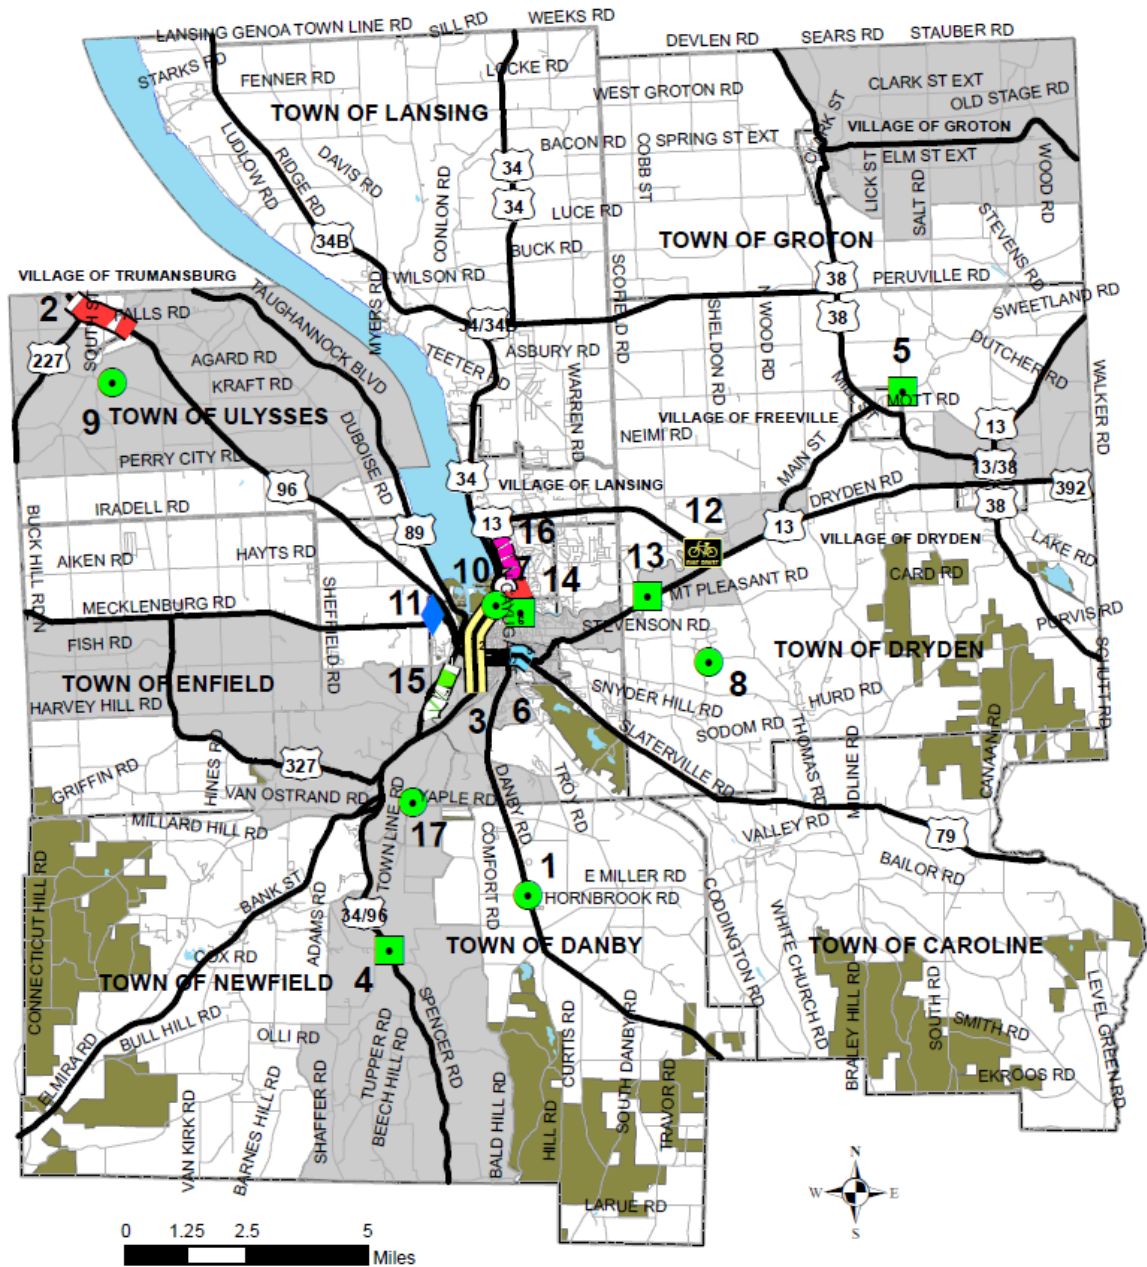 LANSING GENOA TOWN LINE RD
SILL RD
WEEKS RD
DEVLEN RD
SEARS RD
STAUBER RD
STARKS RD
FENNER RD
LOCKE RD
WEST GROTON RD
CLARK ST EXT
OLD STAGE RD
TOWN OF LANSING
CLARK ST
VILLAGE OF GROTON
LUDLOW RD
RIDGE RD
DAVIS RD
BACON RD
COBB ST
SPRING ST EXT
ELM ST EXT
34
CONLON RD
LICK ST
SALT RD
WOOD RD
34
LUCE RD
STEVENS RD
34B
BUCK RD
TOWN OF GROTON
VILLAGE OF TRUMANSBURG
WILSON RD
SCOFIELD RD
38
PERUVILLE RD
2
SOUTH ST
FALLS RD
TAUGHANNOCK BLVD
MYERS RD
SHELDON RD
N WOOD RD
SWEETLAND RD
34/34B
38
227
AGARD RD
TEETER RD
ASBURY RD
5
DUTCHER RD
KRAFT RD
WARREN RD
MILL ST
MOTT RD
WALKER RD
9
TOWN OF ULYSSES
DUBOISE RD
VILLAGE OF FREEVILLE
NEIMI RD
MAIN ST
13
PERRY CITY RD
34
13/38
96
VILLAGE OF LANSING
DRYDEN RD
392
IRADELL RD
BUCK HILL RD N
13
16
12
13
38
89
VILLAGE OF DRYDEN
AIKEN RD
HAYTS RD
LAKE RD
10
7
13
14
CARD RD
MECKLENBURG RD
SHEFFIELD RD
11
MT PLEASANT RD
PURVIS RD
FISH RD
STEVENSON RD
TOWN OF DRYDEN
SCHUTT RD
TOWN OF ENFIELD
15
8
HARVEY HILL RD
3
6
SNYDER HILL RD
HURD RD
SODOM RD
HINES RD
327
SLATERVILLE RD
THOMAS RD
MIDLINE RD
CANAAN RD
GRIFFIN RD
VAN OSTRAND RD
TOWN LINE RD
YAPLE RD
DANBY RD
TROY RD
MILLARD HILL RD
17
COMFORT RD
VALLEY RD
79
BAILOR RD
CONNECTICUT HILL RD
BANK ST
ADAMS RD
1
E MILLER RD
HORNBROOK RD
34/96
CODDINGTON RD
WHITE CHURCH RD
COX RD
TOWN OF DANBY
TOWN OF CAROLINE
TOWN OF NEWFIELD
4
BRALEY HILL RD
SOUTH RD
LEVEL GREEN RD
BULL HILL RD
OLLI RD
SPENCER RD
SMITH RD
ELMIRA RD
TUPPER RD
BEECH HILL RD
CURTIS RD
SOUTH DANBY RD
TRAVOR RD
EKROOS RD
VAN KIRK RD
BARNES HILL RD
SHAFFER RD
BALD HILL RD
HILL RD
LARUE RD
N
W
E
S
0
1.25
2.5
5
Miles